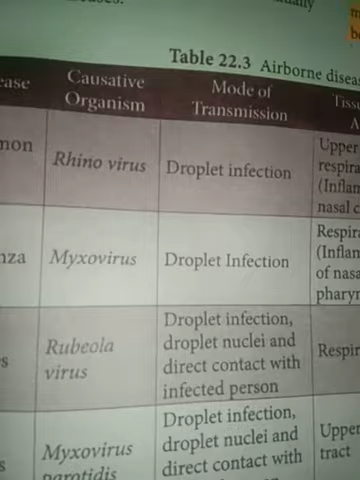 Table 22.3 Airborne disea
ease
Causative
Organism
Mode of
Transmission
Tissu
A
mon
Rhino virus
Droplet infection
Upper
respira
(Inflam
nasal c
nza
Myxovirus
Droplet Infection
Respira
(Inflam
of nasa
pharyn
s
Rubeola
virus
Droplet infection,
droplet nuclei and
direct contact with
infected person
Respir
s
Myxovirus
parotidis
Droplet infection,
droplet nuclei and
direct contact with
Upper
tract